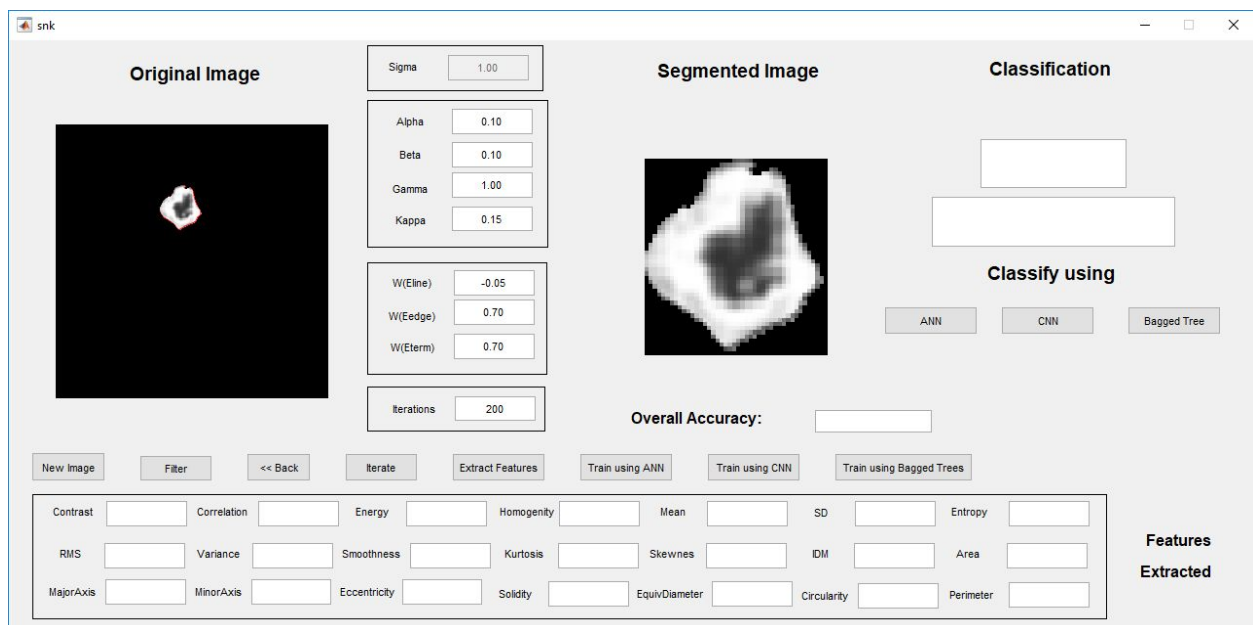 snk
Original Image
Sigma 1.00
Segmented Image
Classification
Alpha 0.10
Beta 0.10
Gamma 1.00
Kappa 0.15
W(Eline) -0.05
W(Eedge) 0.70
W(Eterm) 0.70
Iterations 200
Classify using
ANN CNN Bagged Tree
Overall Accuracy:
New Image Filter << Back Iterate Extract Features Train using ANN Train using CNN Train using Bagged Trees
Contrast Correlation Energy Homogenity Mean SD Entropy
RMS Variance Smoothness Kurtosis Skewnes IDM Area
MajorAxis MinorAxis Eccentricity Solidity EquivDiameter Circularity Perimeter
Features
Extracted